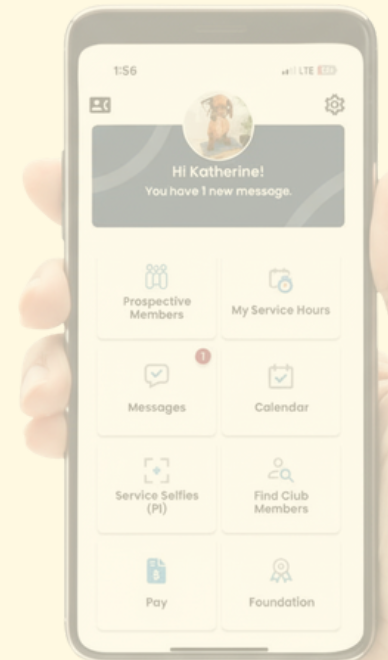 1:56
LTE
Hi Katherine!
You have 1 new message.
Prospective
Members
My Service Hours
1
Messages
Calendar
Service Selfies
(PI)
Find Club
Members
$
Pay
Foundation